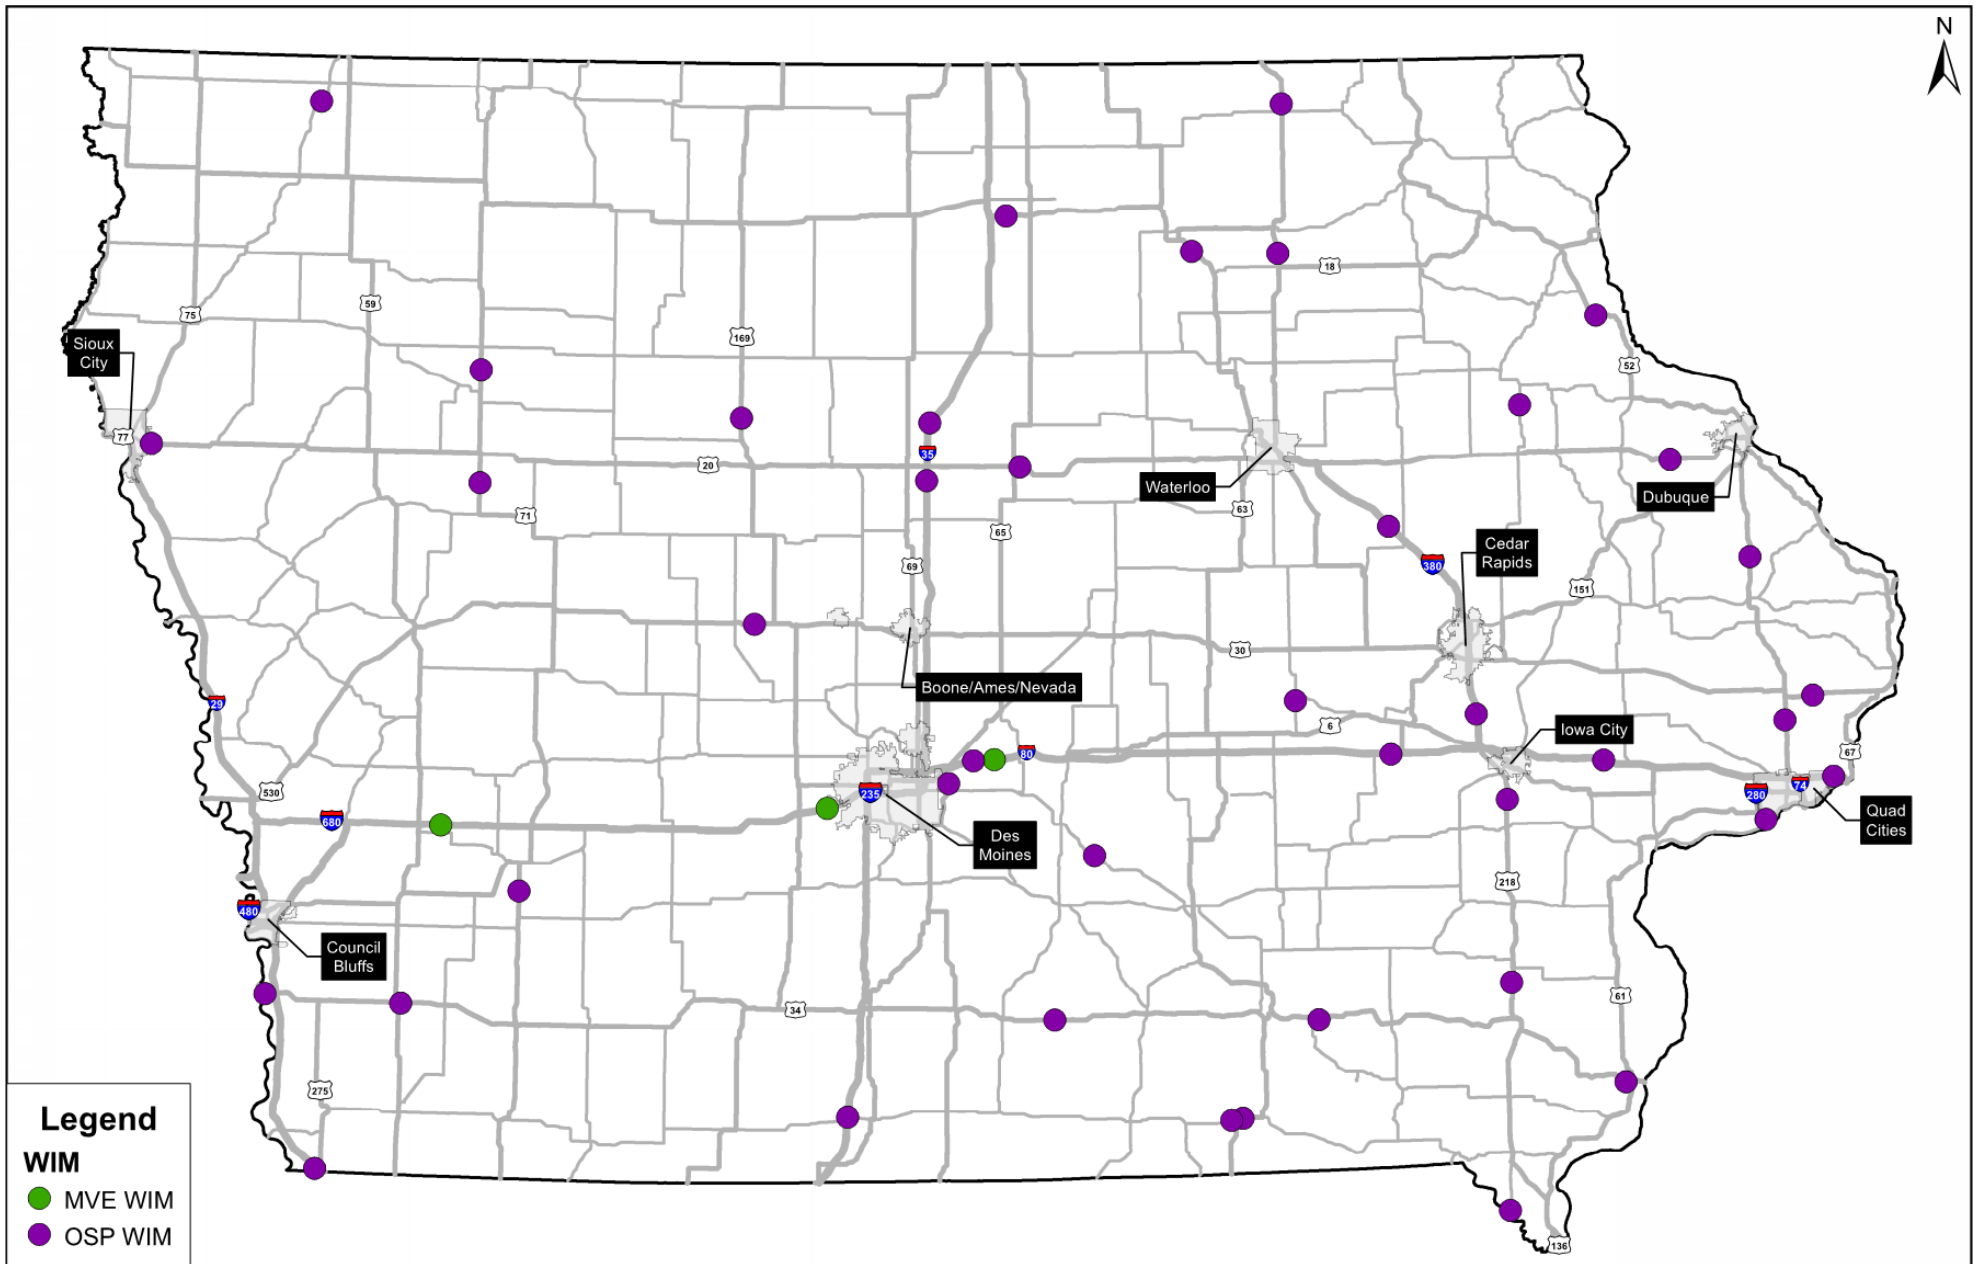 N
18
59
75
169
Sioux
City
52
77
35
20
Waterloo
Dubuque
63
71
65
Cedar
Rapids
380
69
151
30
Boone/Ames/Nevada
29
6
Iowa City
80
67
530
235
280
74
680
Quad
Cities
Des
Moines
218
480
Council
Bluffs
61
34
275
136
Legend
WIM
MVE WIM
OSP WIM